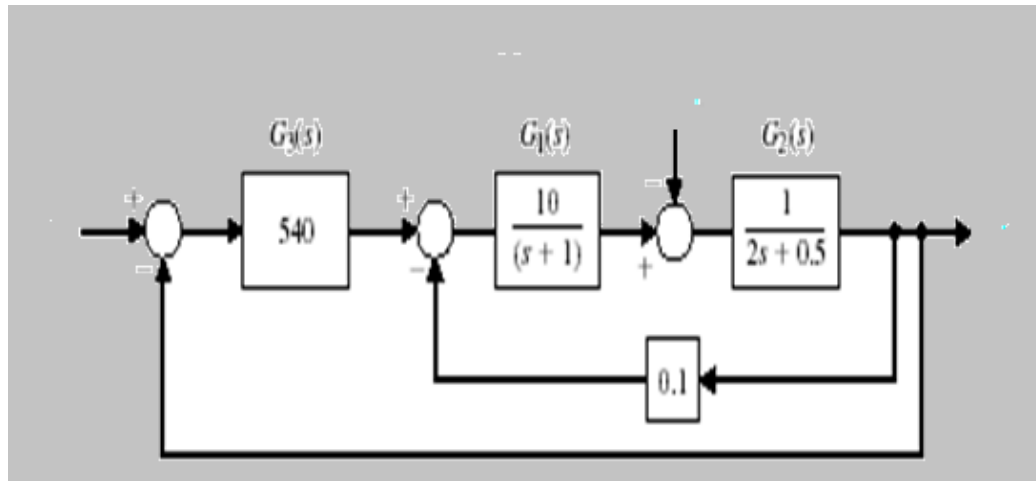 G3(s)
G1(s)
G2(s)
+
−
540
+
−
10
(s + 1)
−
+
1
2s + 0.5
0.1